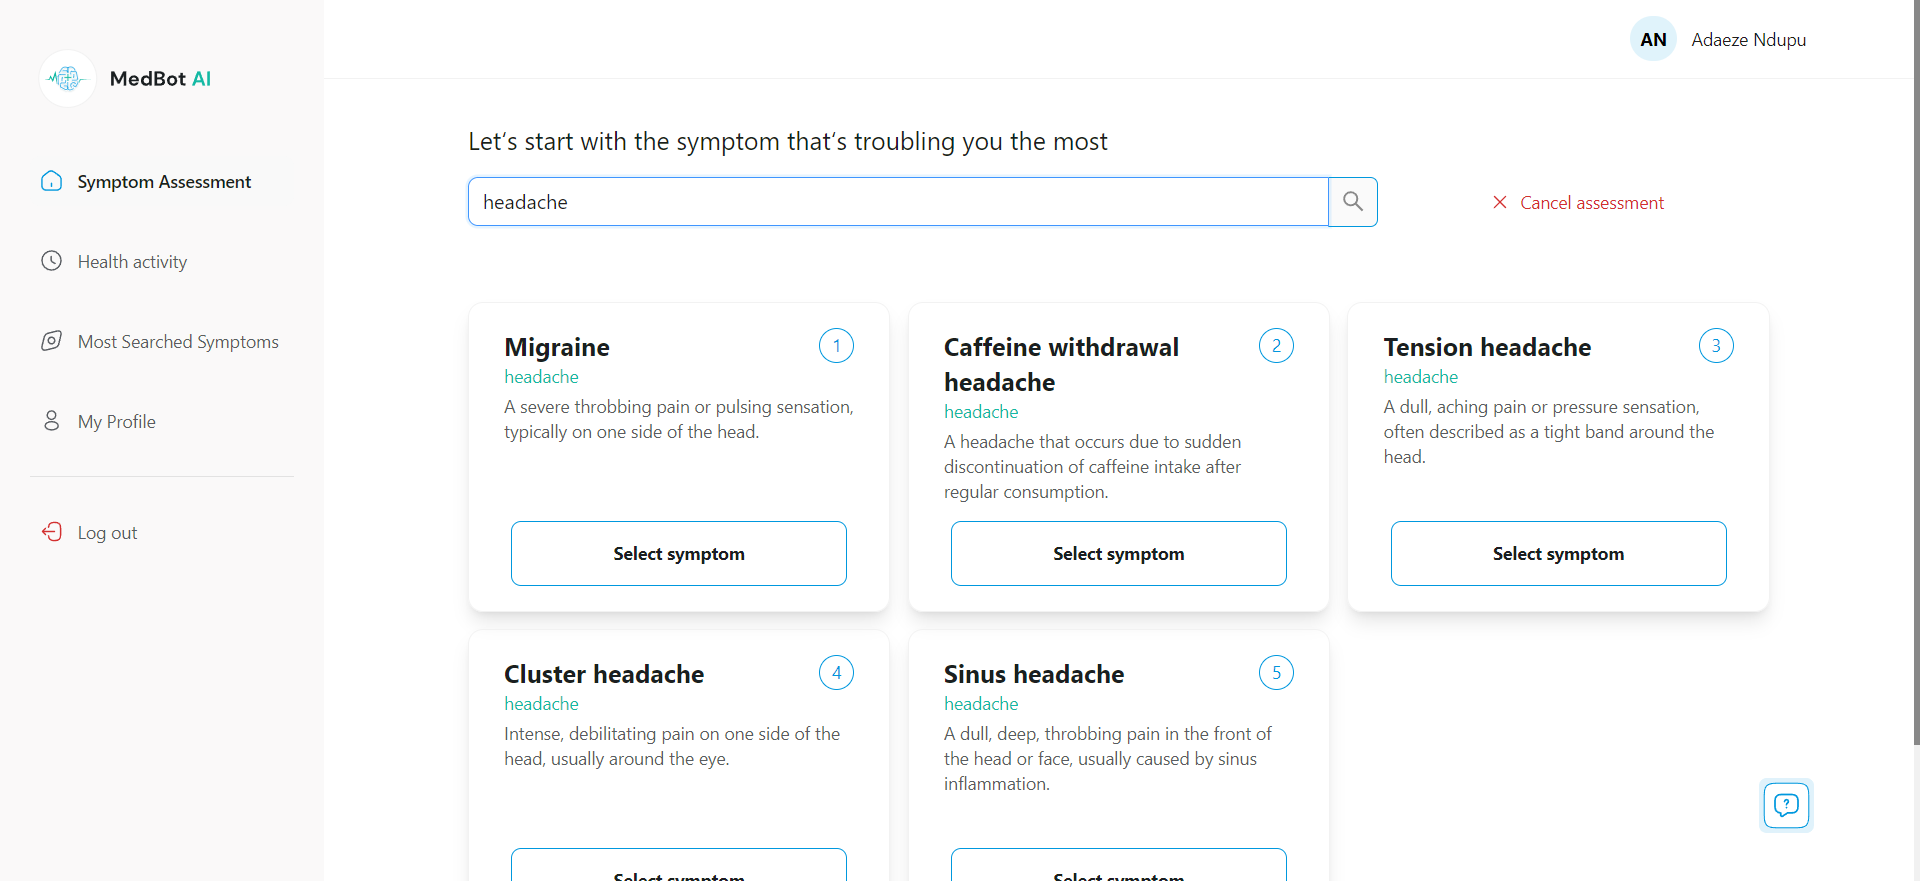 MedBot AI
AN
Adaeze Ndupu
Symptom Assessment
Health activity
Most Searched Symptoms
My Profile
Log out
Let‘s start with the symptom that‘s troubling you the most
headache
Cancel assessment
Migraine
1
headache
A severe throbbing pain or pulsing sensation,
typically on one side of the head.
Select symptom
Caffeine withdrawal
headache
2
headache
A headache that occurs due to sudden
discontinuation of caffeine intake after
regular consumption.
Select symptom
Tension headache
3
headache
A dull, aching pain or pressure sensation,
often described as a tight band around the
head.
Select symptom
Cluster headache
4
headache
Intense, debilitating pain on one side of the
head, usually around the eye.
Select symptom
Sinus headache
5
headache
A dull, deep, throbbing pain in the front of
the head or face, usually caused by sinus
inflammation.
Select symptom
?